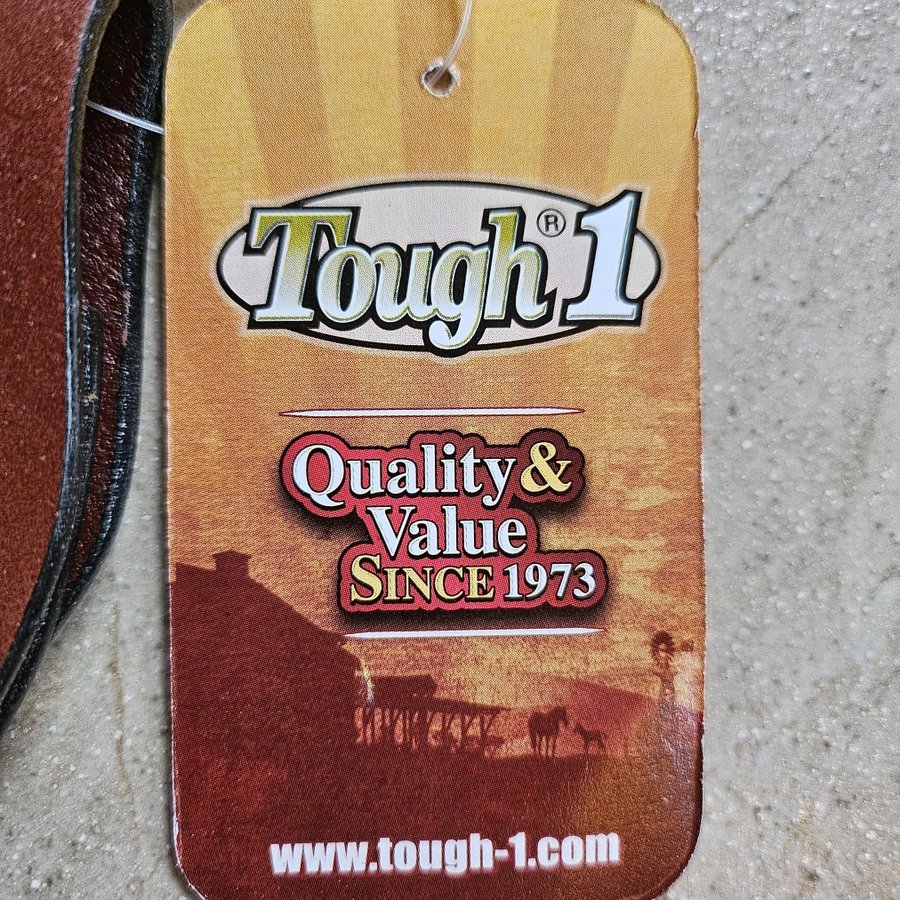 Tough® 1
Quality &
Value
SINCE 1973
www.tough-1.com